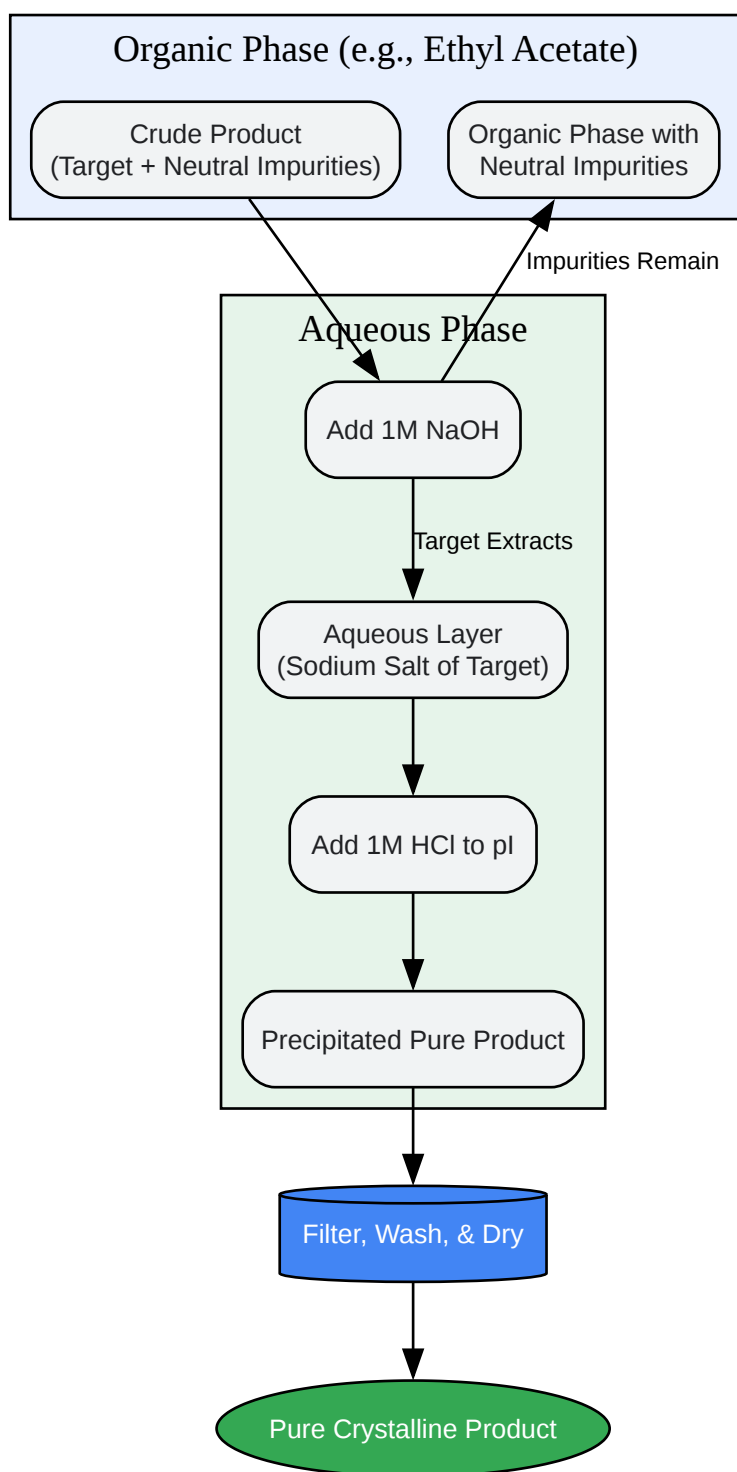 Organic Phase (e.g., Ethyl Acetate)
Crude Product
(Target + Neutral Impurities)
Organic Phase with
Neutral Impurities
Impurities Remain
Aqueous Phase
Add 1M NaOH
Target Extracts
Aqueous Layer
(Sodium Salt of Target)
Add 1M HCl to pI
Precipitated Pure Product
Filter, Wash, & Dry
Pure Crystalline Product